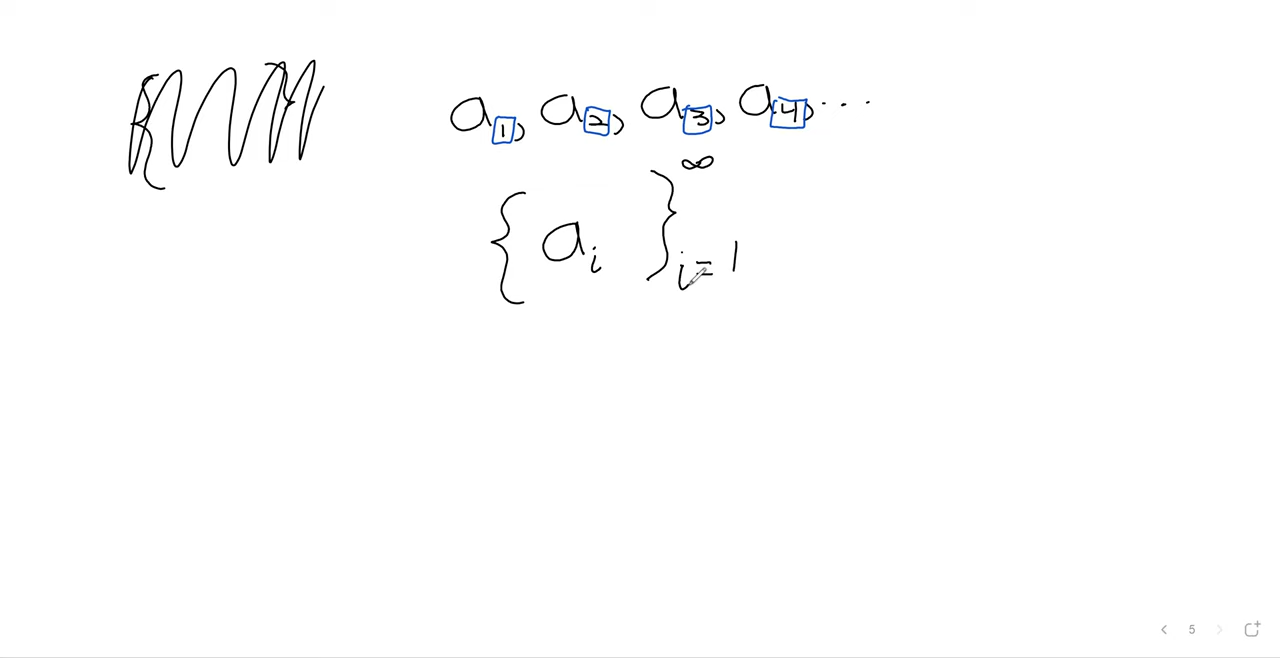 a₁, a₂, a₃, a₄, ...
{ aᵢ }^∞_{i=1}
5